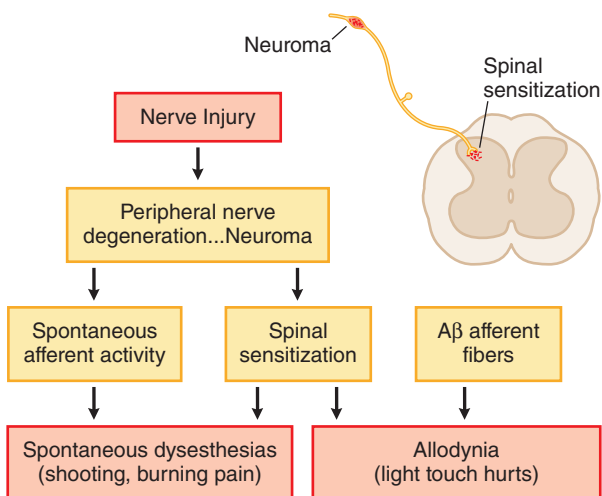 Neuroma
Spinal
sensitization
Nerve Injury
Peripheral nerve
degeneration...Neuroma
Spontaneous
afferent activity
Spinal
sensitization
Aβ afferent
fibers
Spontaneous dysesthesias
(shooting, burning pain)
Allodynia
(light touch hurts)